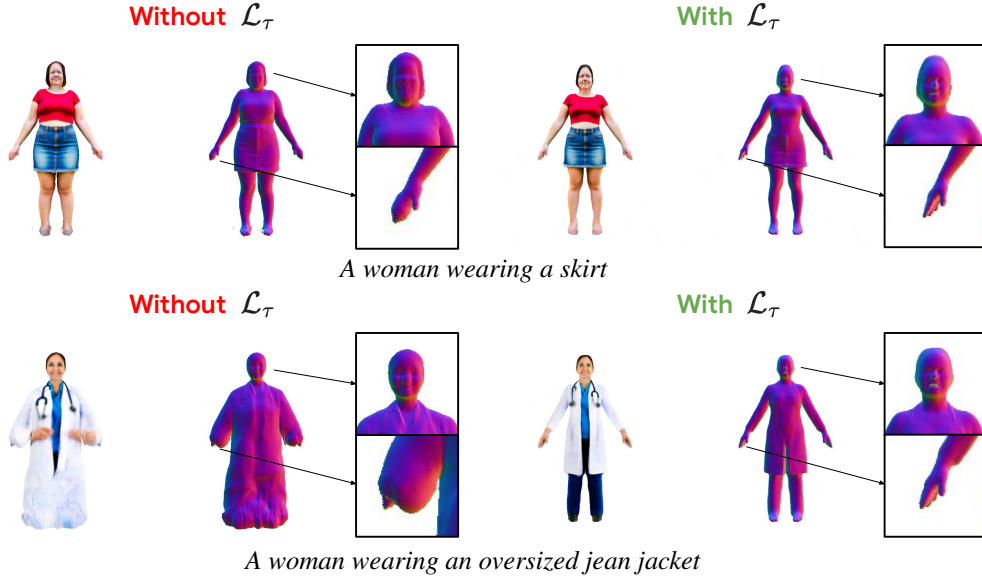 Without ℒτ With ℒτ
A woman wearing a skirt
Without ℒτ With ℒτ
A woman wearing an oversized jean jacket